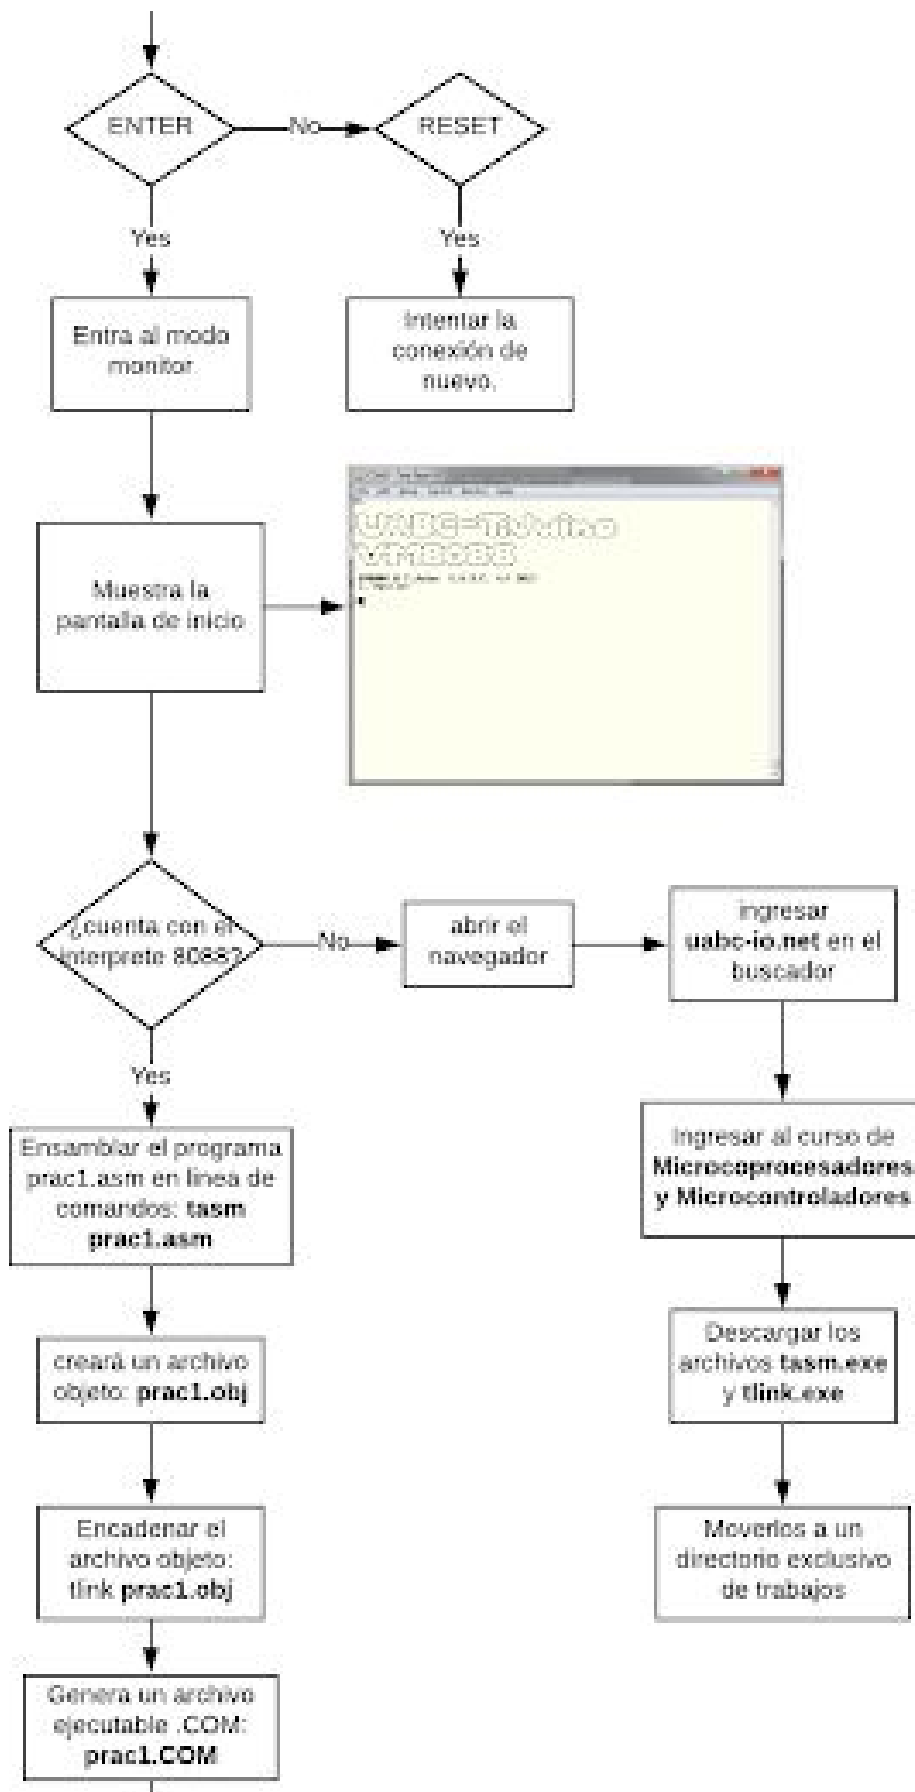 ENTER
No
RESET
Yes
Yes
Entra al modo
monitor
Intentar la
conexión de
nuevo.
UABC-Tijuana
VM8088
Muestra la
pantalla de inicio
¿cuenta con el
interprete 8088?
No
abrir el
navegador
ingresar
uabc-io.net en el
buscador
Yes
Ensamblar el programa
prac1.asm en linea de
comandos: tasm
prac1.asm
Ingresar al curso de
Microcoprocesadores
y Microcontroladores
creará un archivo
objeto: prac1.obj
Descargar los
archivos tasm.exe
y tlink.exe
Encadenar el
archivo objeto:
tlink prac1.obj
Moverlos a un
directorio exclusivo
de trabajos
Genera un archivo
ejecutable .COM:
prac1.COM